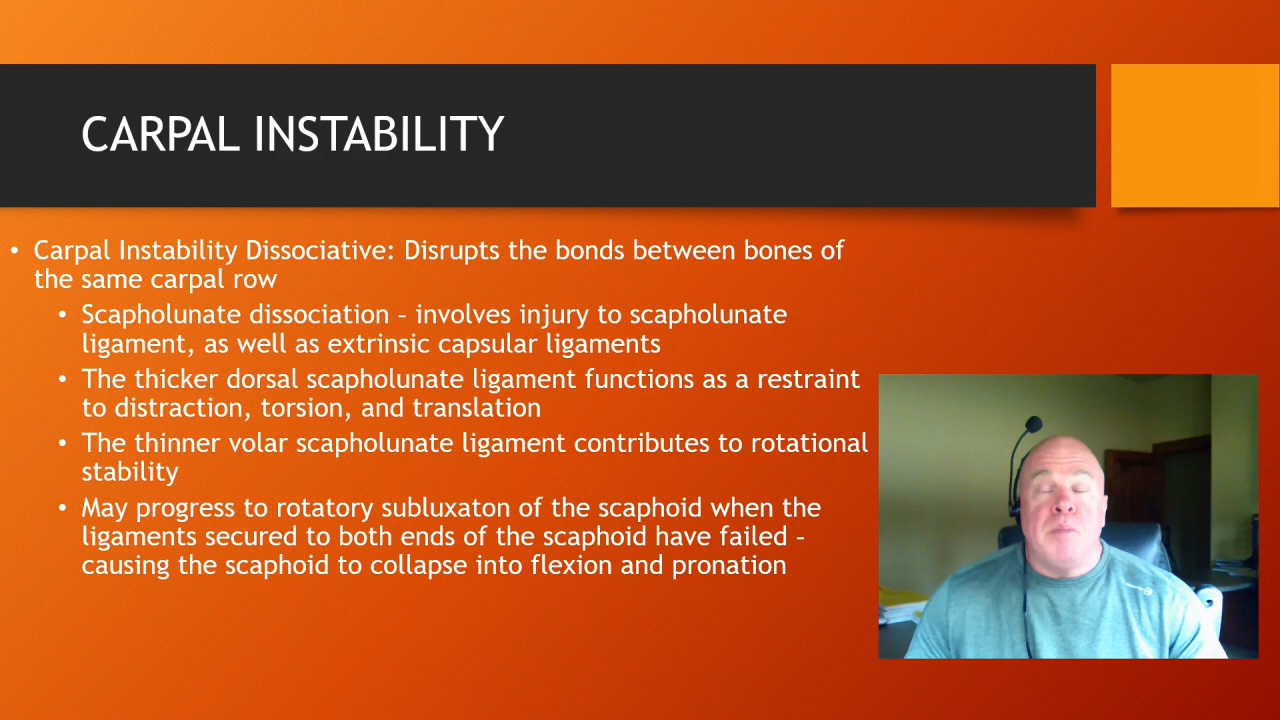 CARPAL INSTABILITY
• Carpal Instability Dissociative: Disrupts the bonds between bones of
the same carpal row
• Scapholunate dissociation – involves injury to scapholunate
ligament, as well as extrinsic capsular ligaments
• The thicker dorsal scapholunate ligament functions as a restraint
to distraction, torsion, and translation
• The thinner volar scapholunate ligament contributes to rotational
stability
• May progress to rotatory subluxaton of the scaphoid when the
ligaments secured to both ends of the scaphoid have failed –
causing the scaphoid to collapse into flexion and pronation